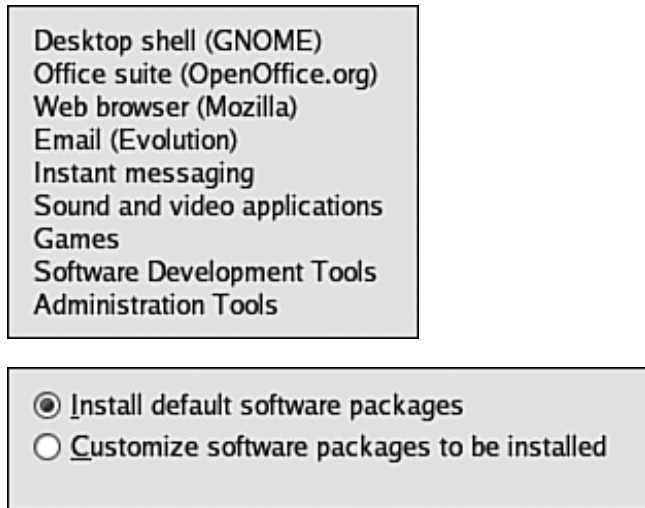 Desktop shell (GNOME)
Office suite (OpenOffice.org)
Web browser (Mozilla)
Email (Evolution)
Instant messaging
Sound and video applications
Games
Software Development Tools
Administration Tools
Install default software packages
Customize software packages to be installed